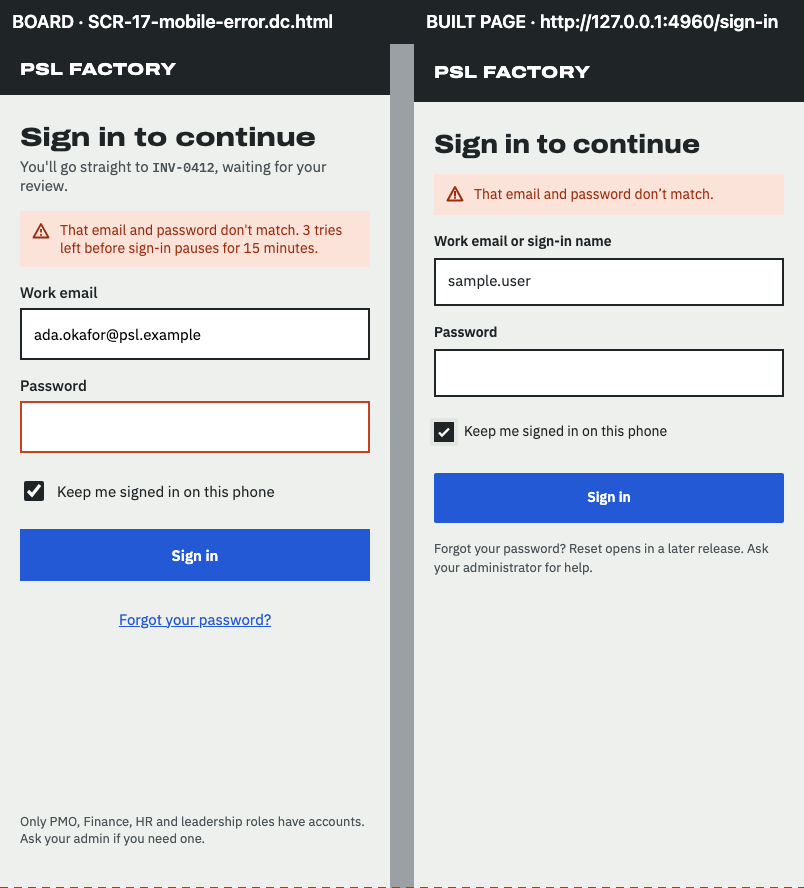 BOARD · SCR-17-mobile-error.dc.html
PSL FACTORY
Sign in to continue
You'll go straight to INV-0412, waiting for your
review.
That email and password don't match. 3 tries
left before sign-in pauses for 15 minutes.
Work email
ada.okafor@psl.example
Password
Keep me signed in on this phone
Sign in
Forgot your password?
Only PMO, Finance, HR and leadership roles have accounts.
Ask your admin if you need one.
BUILT PAGE · http://127.0.0.1:4960/sign-in
PSL FACTORY
Sign in to continue
That email and password don’t match.
Work email or sign-in name
sample.user
Password
Keep me signed in on this phone
Sign in
Forgot your password? Reset opens in a later release. Ask
your administrator for help.